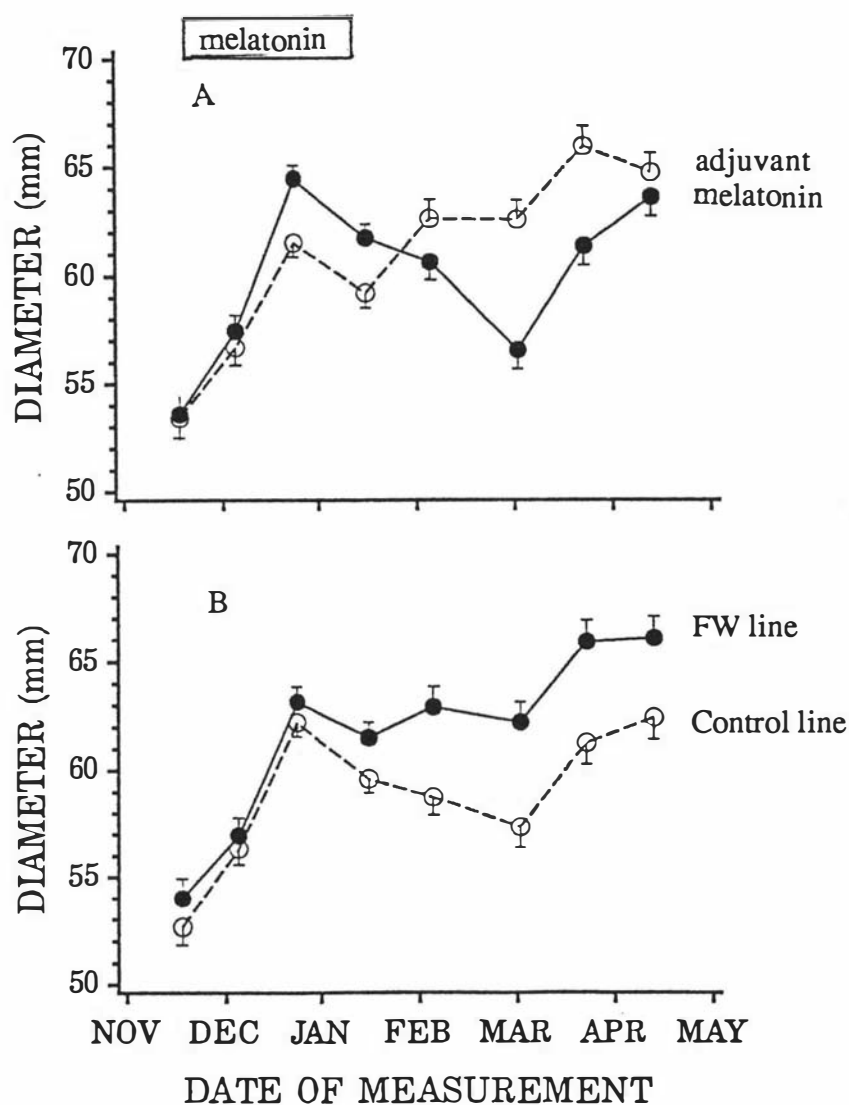 melatonin
70
A
65
adjuvant
melatonin
60
55
50
DIAMETER (mm)
70
B
FW line
65
Control line
60
55
50
DIAMETER (mm)
NOV DEC JAN FEB MAR APR MAY
DATE OF MEASUREMENT